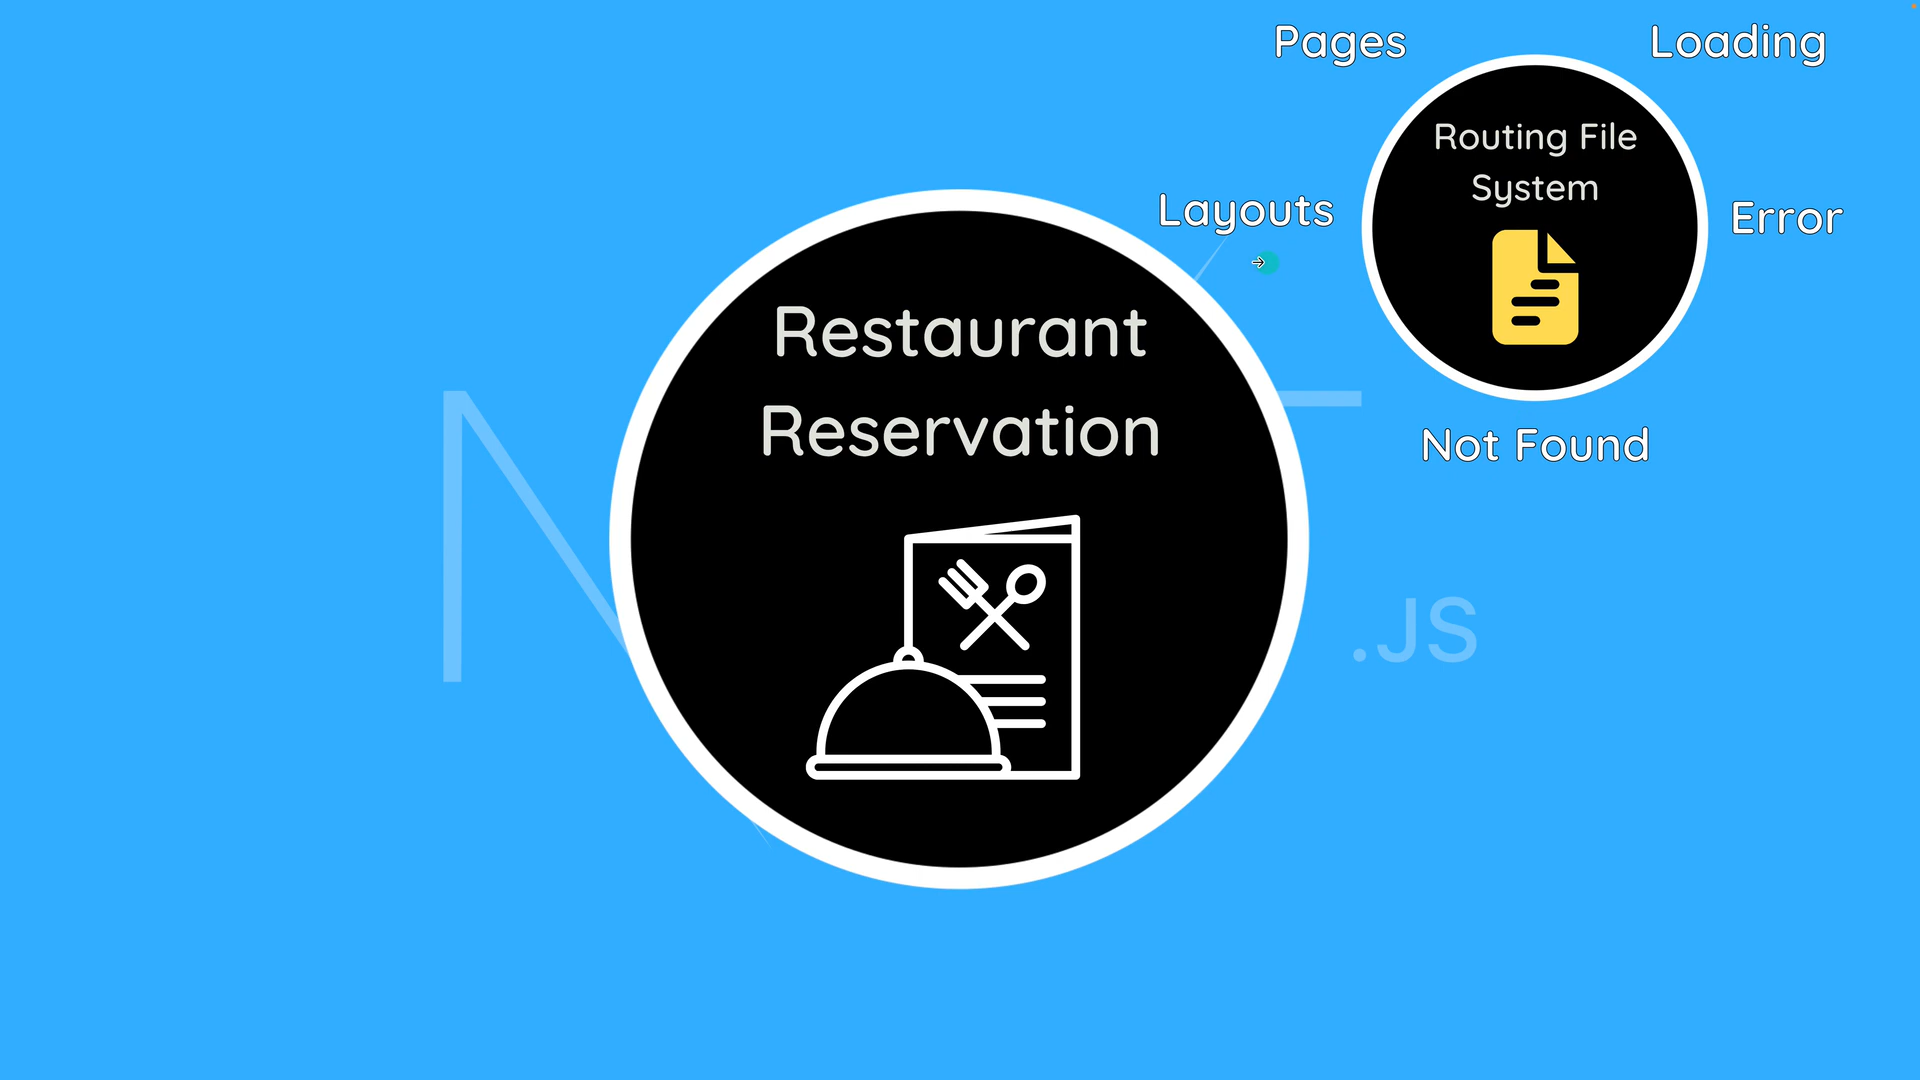 Pages
Loading
Routing File
System
Layouts
Error
Restaurant
Reservation
Not Found
.JS